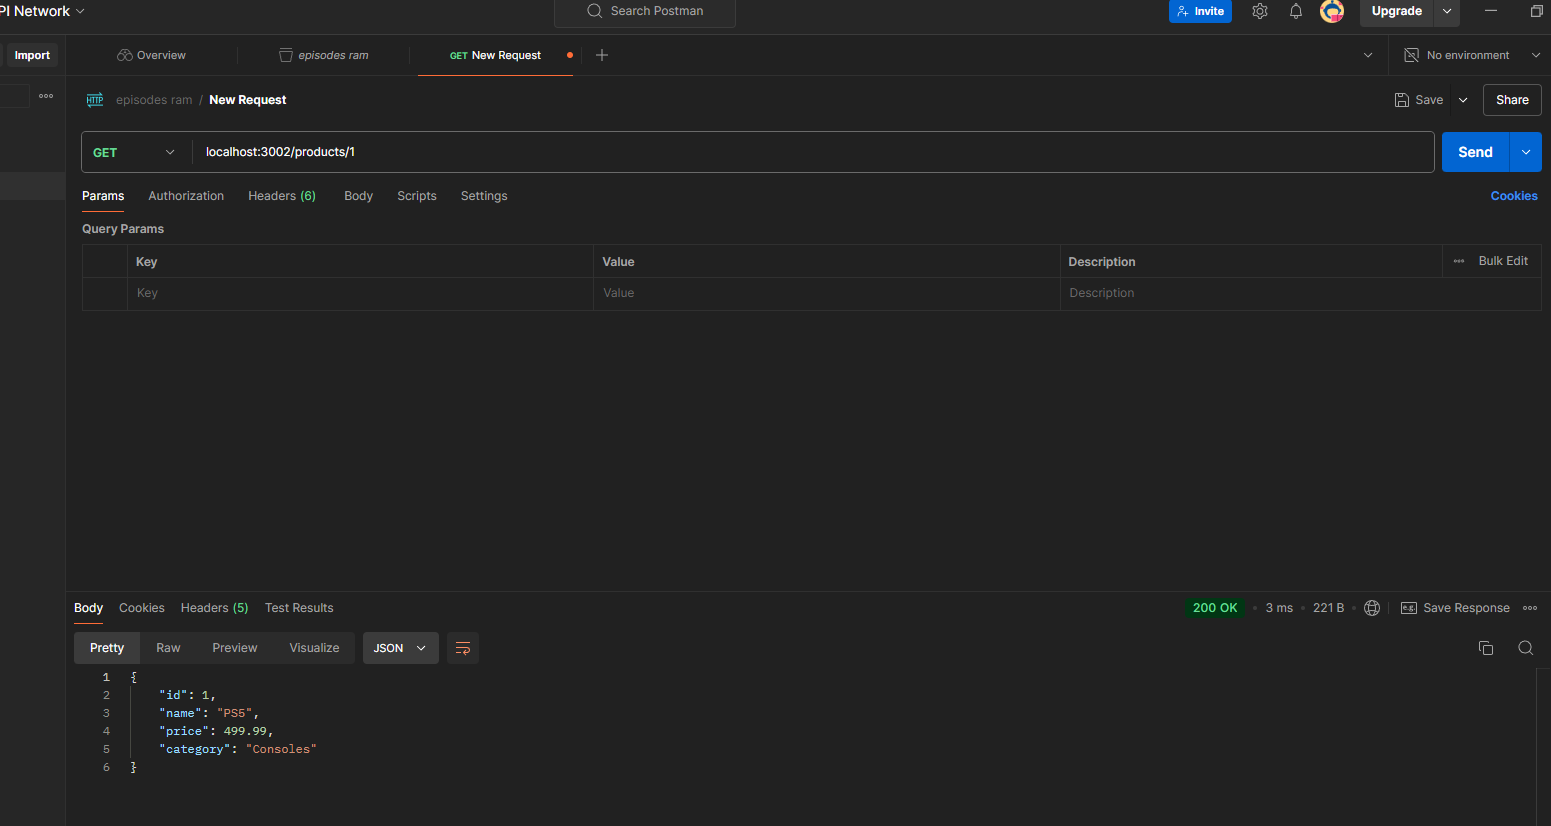 PI Network
Search Postman
Invite
Upgrade
Import
Overview
episodes ram
GET New Request
No environment
HTTP episodes ram / New Request
Save
Share
GET
localhost:3002/products/1
Send
Params Authorization Headers (6) Body Scripts Settings
Cookies
Query Params
Key Value Description Bulk Edit
Key Value Description
Body Cookies Headers (5) Test Results
200 OK 3 ms 221 B e.g. Save Response
Pretty Raw Preview Visualize JSON
1 {
2 "id": 1,
3 "name": "PS5",
4 "price": 499.99,
5 "category": "Consoles"
6 }